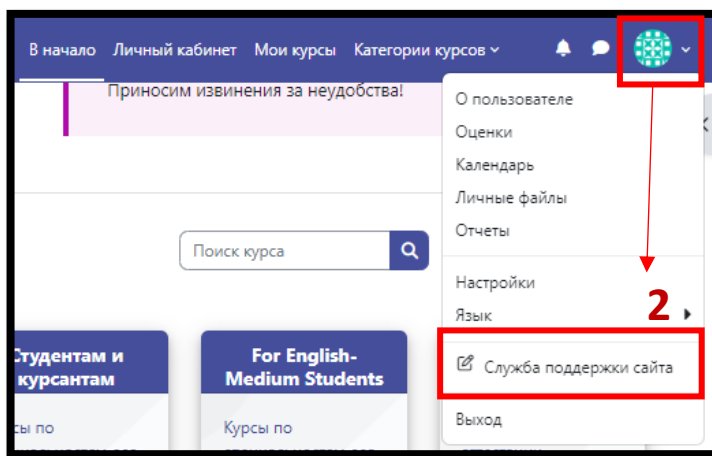 В начало Личный кабинет Мои курсы Категории курсов
Приносим извинения за неудобства!
О пользователе
Оценки
Календарь
Личные файлы
Отчеты
Поиск курса
Настройки
Язык
2
Служба поддержки сайта
Выход
Студентам и
курсантам
For English-
Medium Students
по
Курсы по